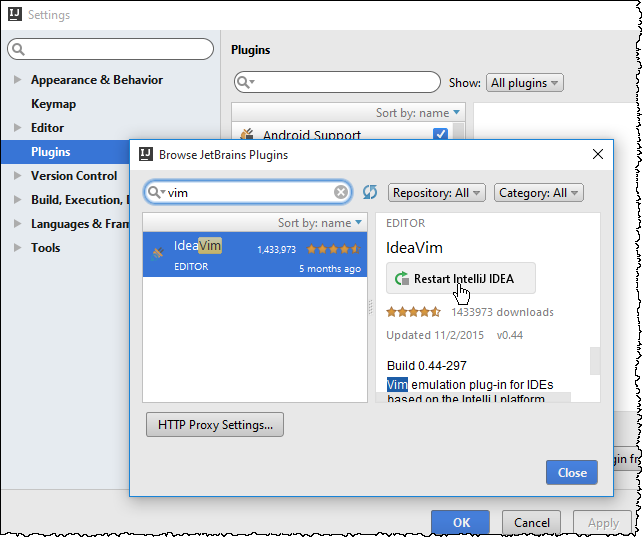 IJ Settings
Plugins
Show: All plugins
Appearance & Behavior
Keymap
Editor
Plugins
Version Control
Build, Execution,
Languages & Fram
Tools
Sort by: name
Android Support
IJ Browse JetBrains Plugins
vim
Repository: All
Category: All
Sort by: name
IdeaVim 1,433,973
EDITOR 5 months ago
EDITOR
IdeaVim
Restart IntelliJ IDEA
1433973 downloads
Updated 11/2/2015 v0.44
Build 0.44-297
Vim emulation plug-in for IDEs
based on the IntelliJ platform
HTTP Proxy Settings...
Close
gin fr
OK
Cancel
Apply